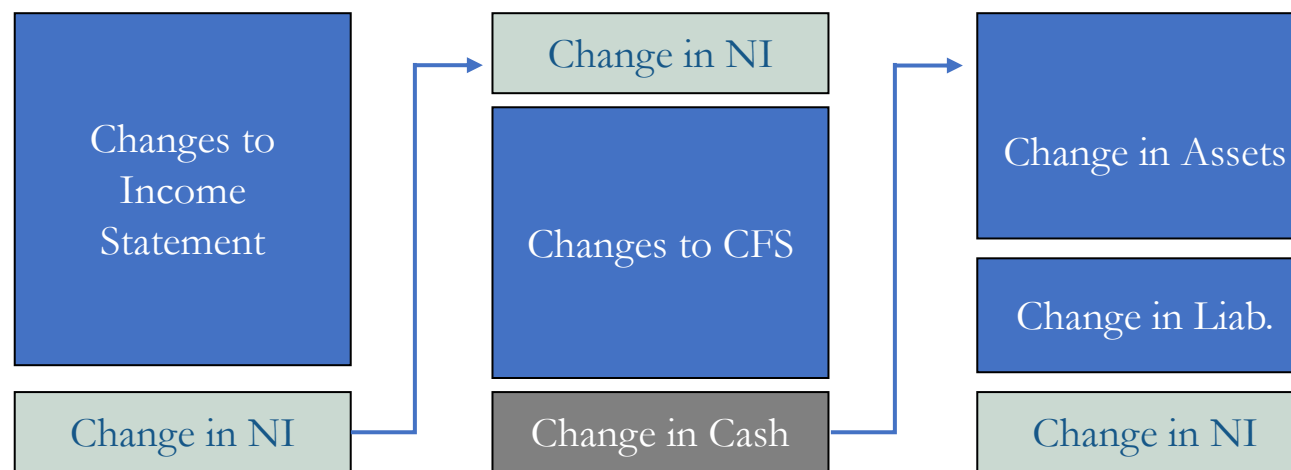 Changes to
Income
Statement
Change in NI
Change in NI
Changes to CFS
Change in Cash
Change in Assets
Change in Liab.
Change in NI